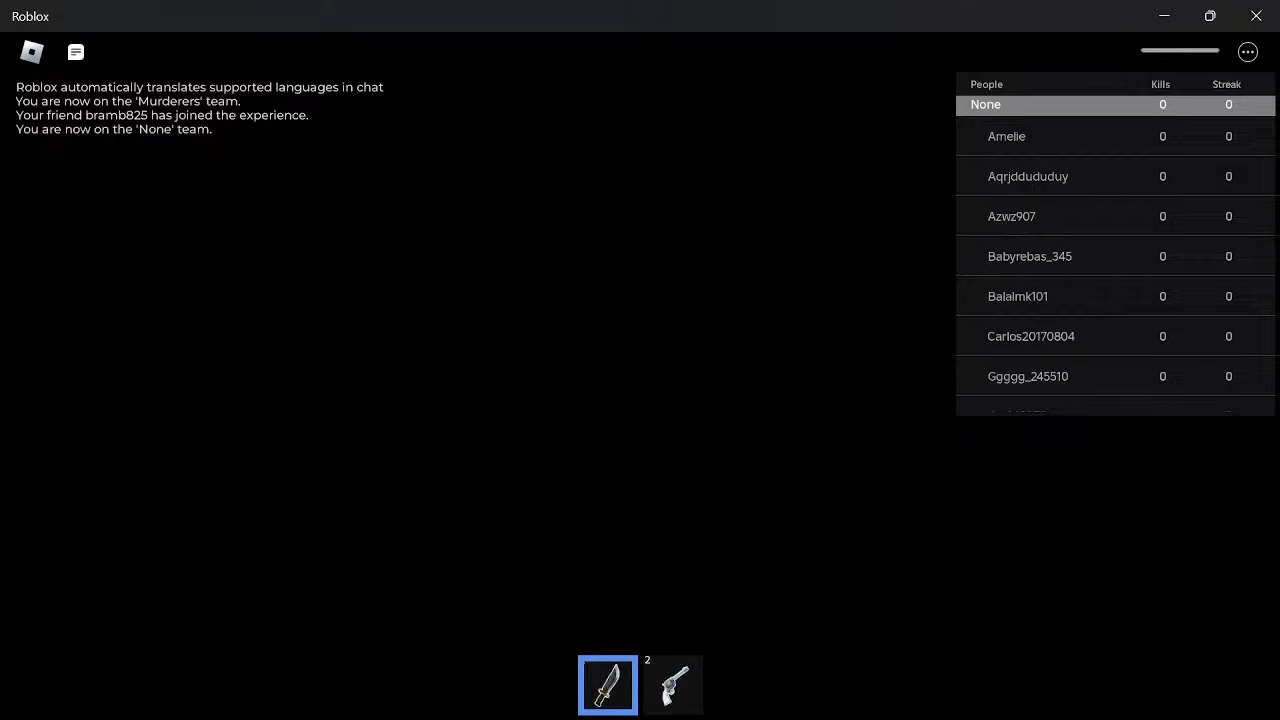 Roblox
Roblox automatically translates supported languages in chat
You are now on the 'Murderers' team.
Your friend bramb825 has joined the experience.
You are now on the 'None' team.
People Kills Streak
None 0 0
Amelie 0 0
Aqrjddududuy 0 0
Azwz907 0 0
Babyrebas_345 0 0
Balalmk101 0 0
Carlos20170804 0 0
Ggggg_245510 0 0
2